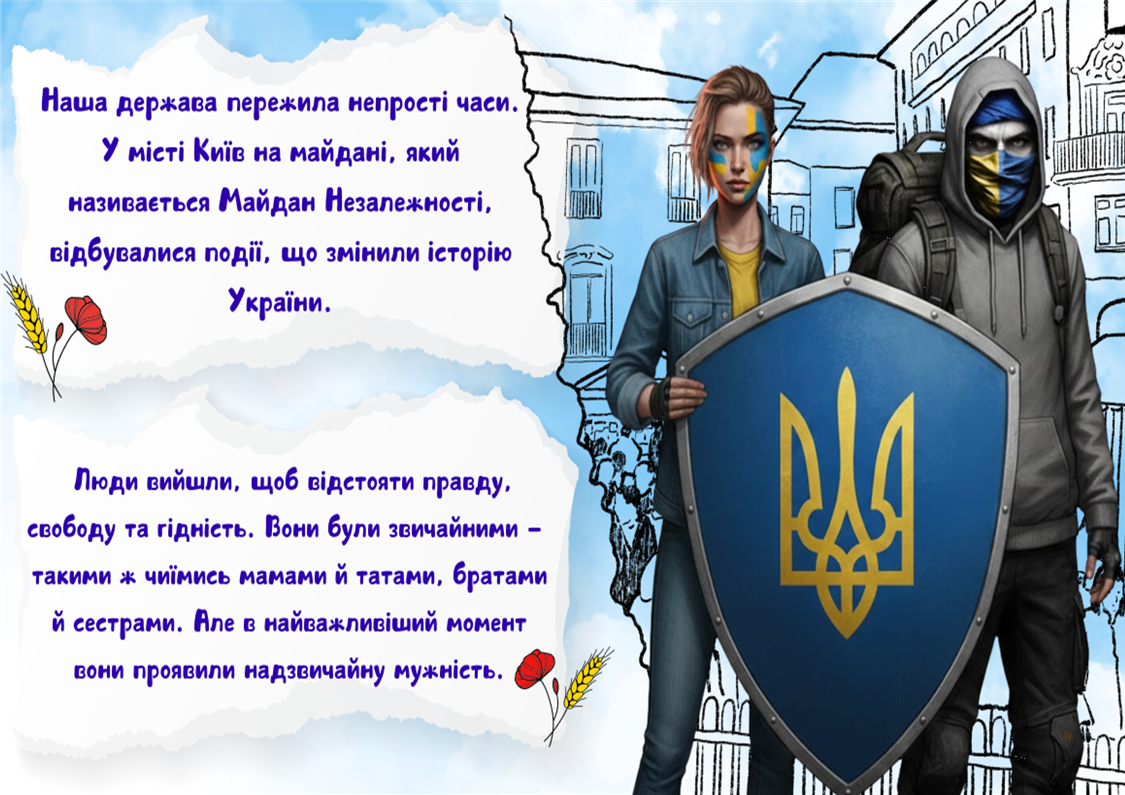 Наша держава пережила непрості часи.
У місті Київ на майдані, який
називається Майдан Незалежності,
відбувалися події, що змінили історію
України.
Люди вийшли, щоб відстояти правду,
свободу та гідність. Вони були звичайними –
такими ж чиїмись мамами й татами, братами
й сестрами. Але в найважливіший момент
вони проявили надзвичайну мужність.